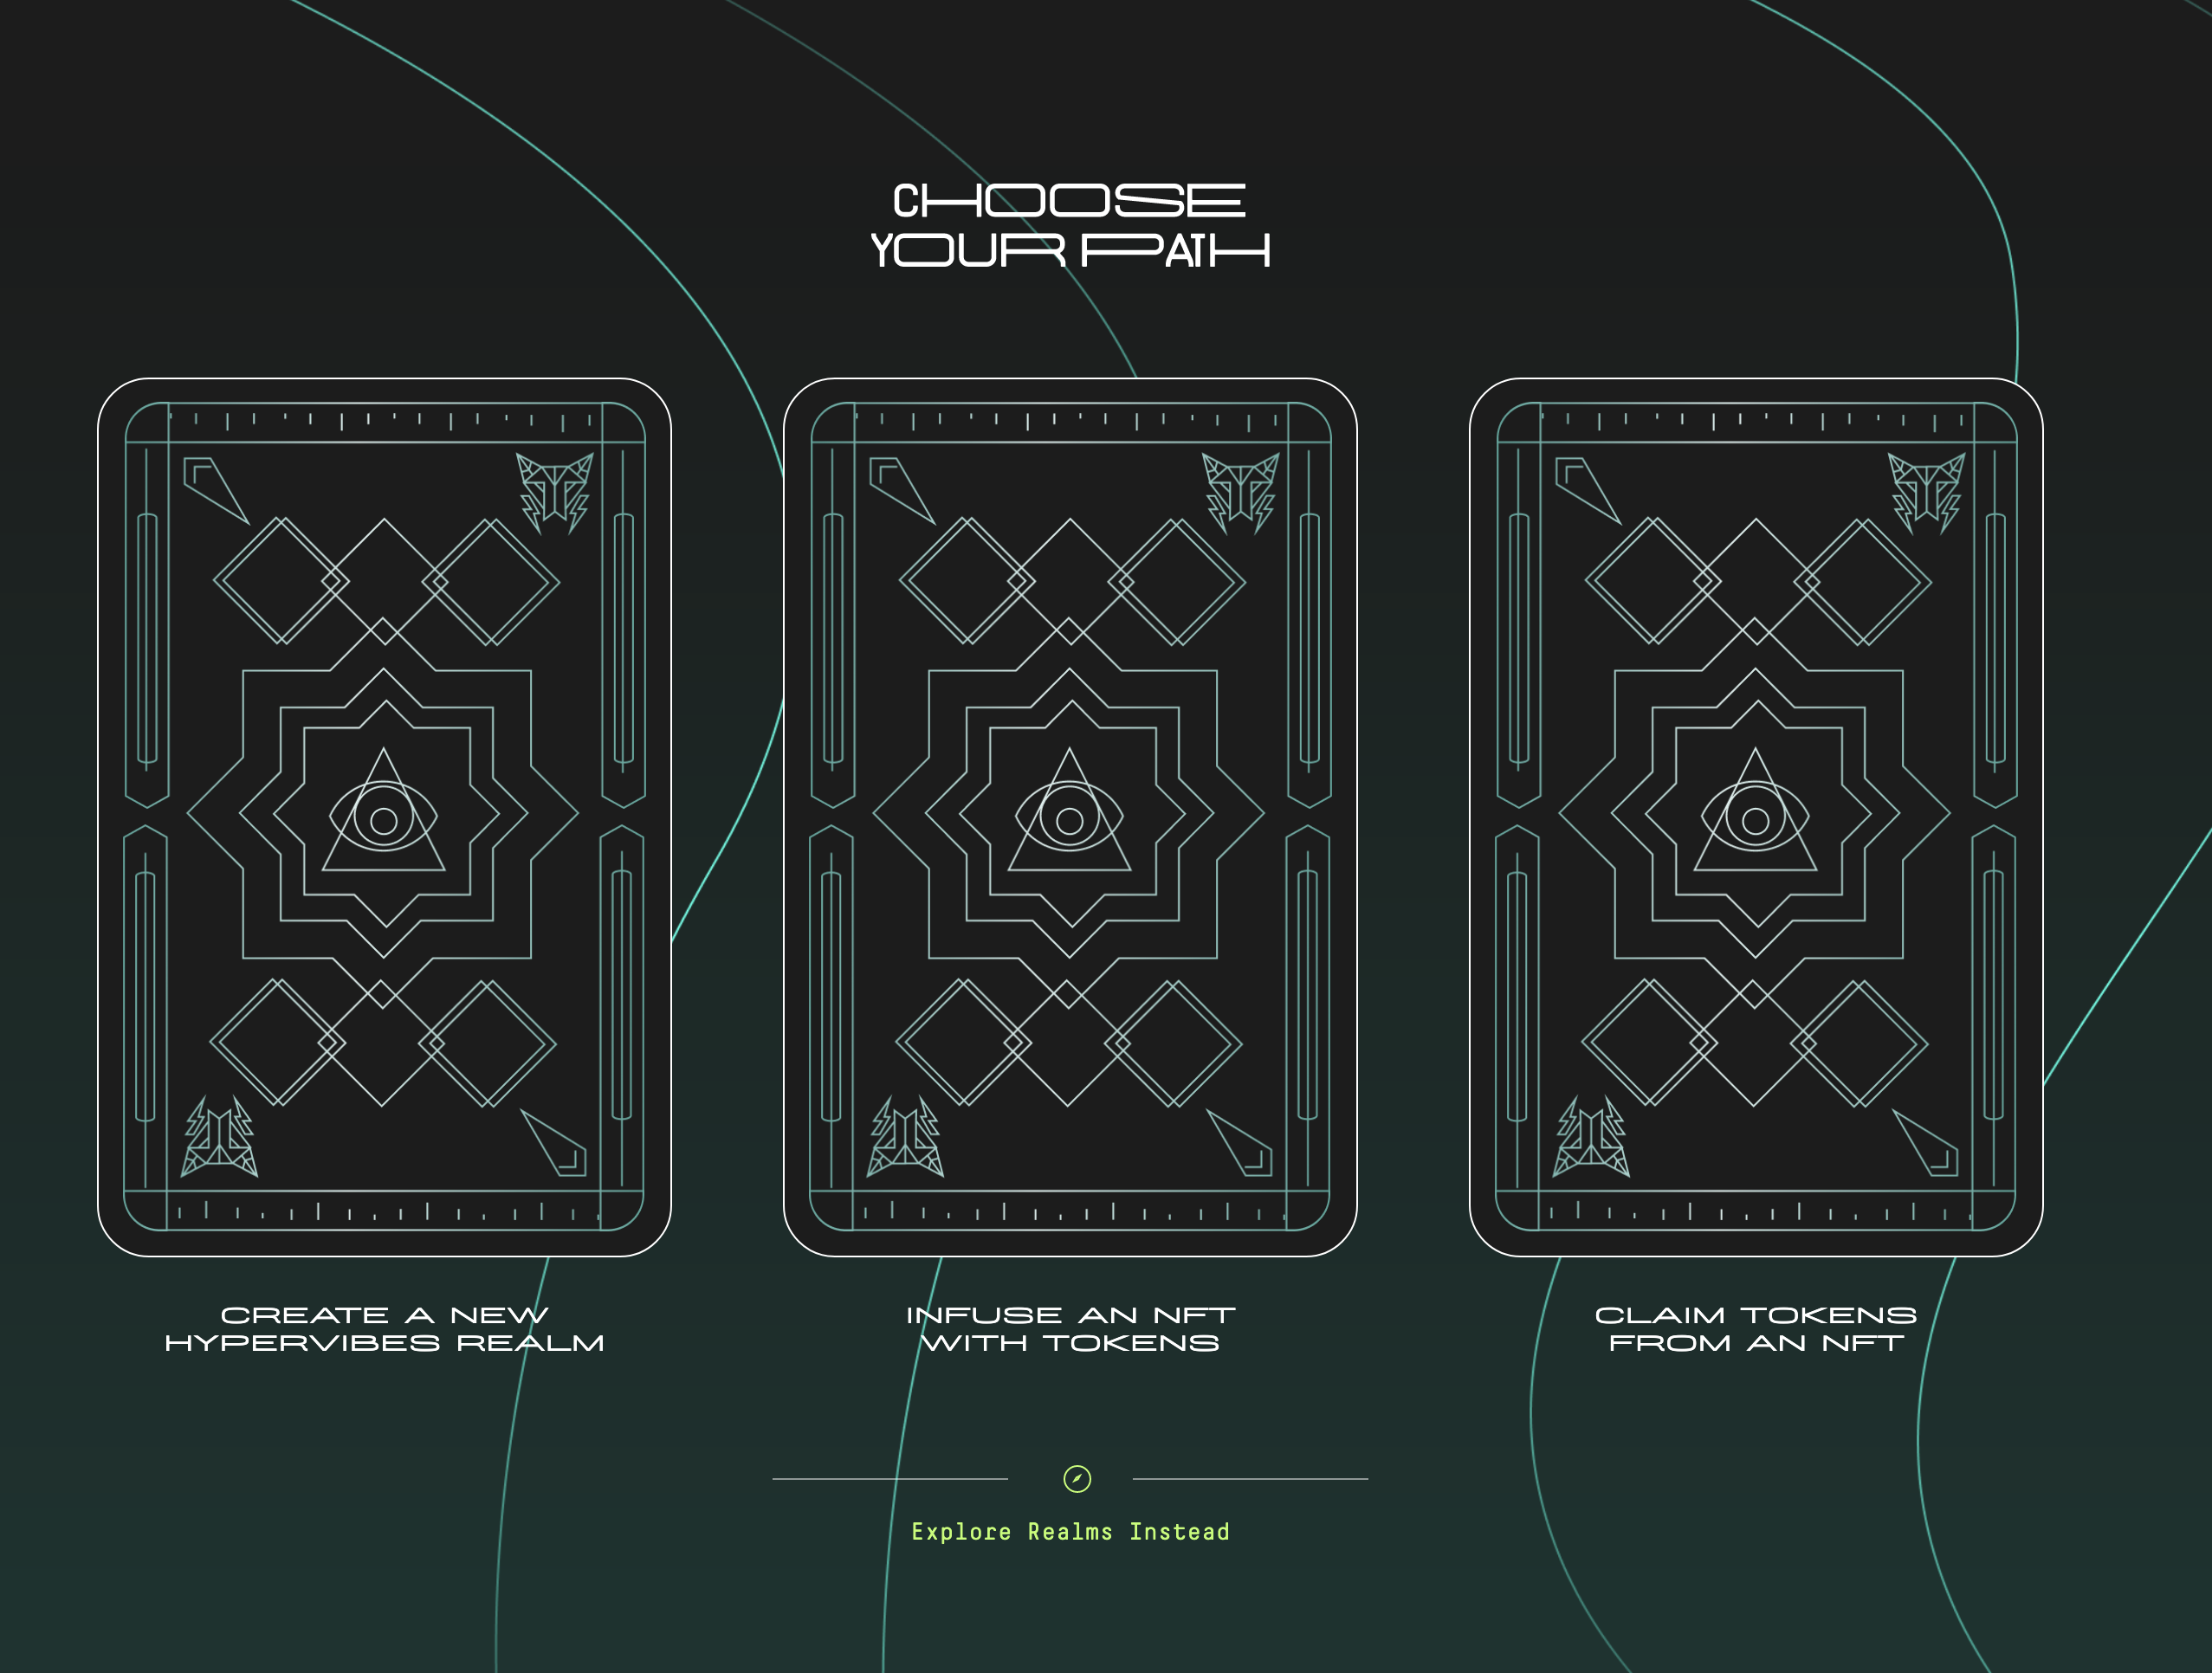 CHOOSE
YOUR PATH
CREATE A NEW
HYPERVIBES REALM
INFUSE AN NFT
WITH TOKENS
CLAIM TOKENS
FROM AN NFT
Explore Realms Instead